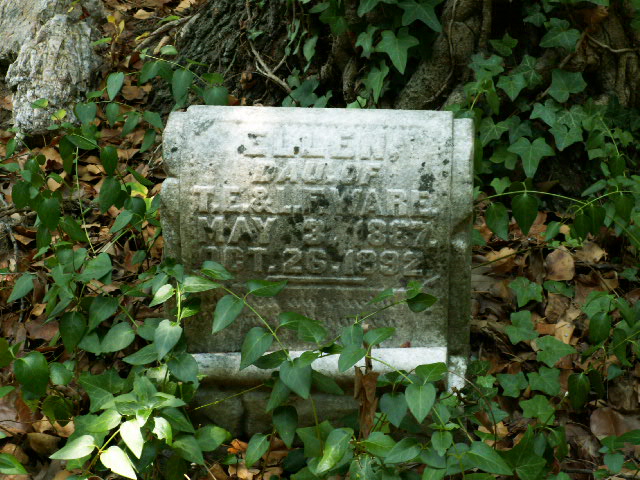 ELLEN,
DAU. OF
T.E. & L.F. WARE.
MAY 3, 1887.
OCT. 26. 1892.